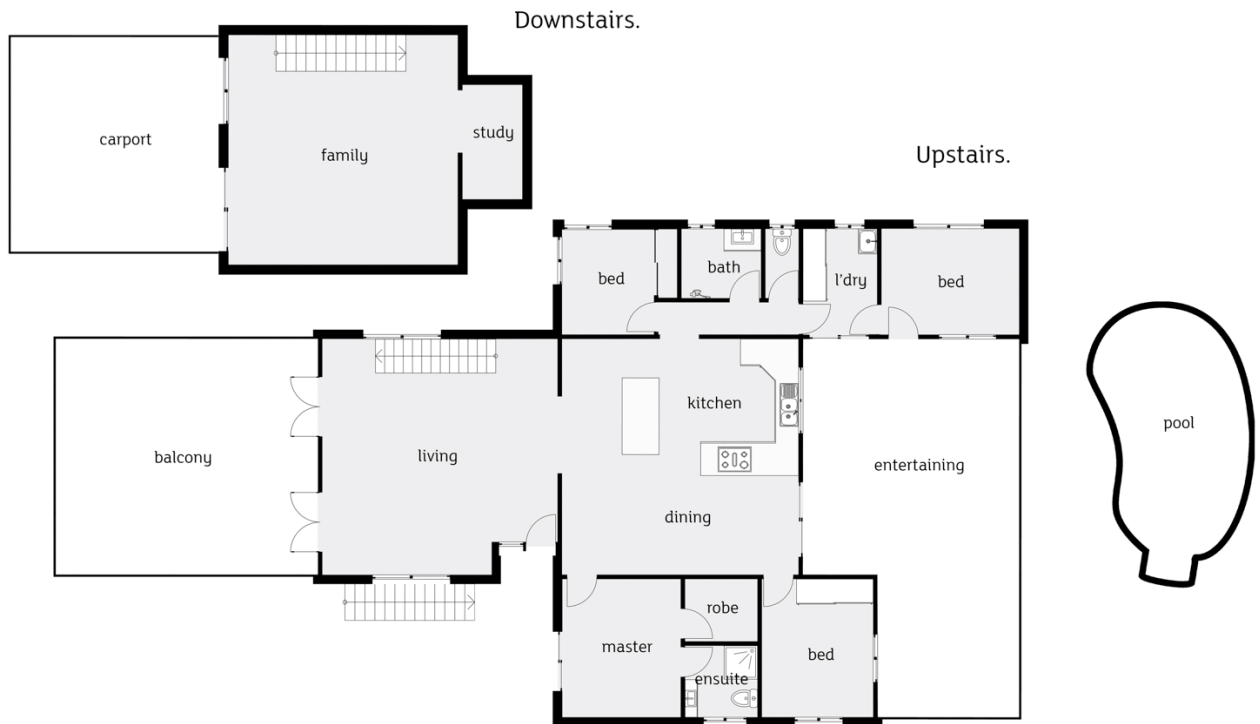 Downstairs.
carport
family
study
Upstairs.
bed
bath
l'dry
bed
balcony
living
kitchen
dining
entertaining
pool
master
robe
ensuite
bed